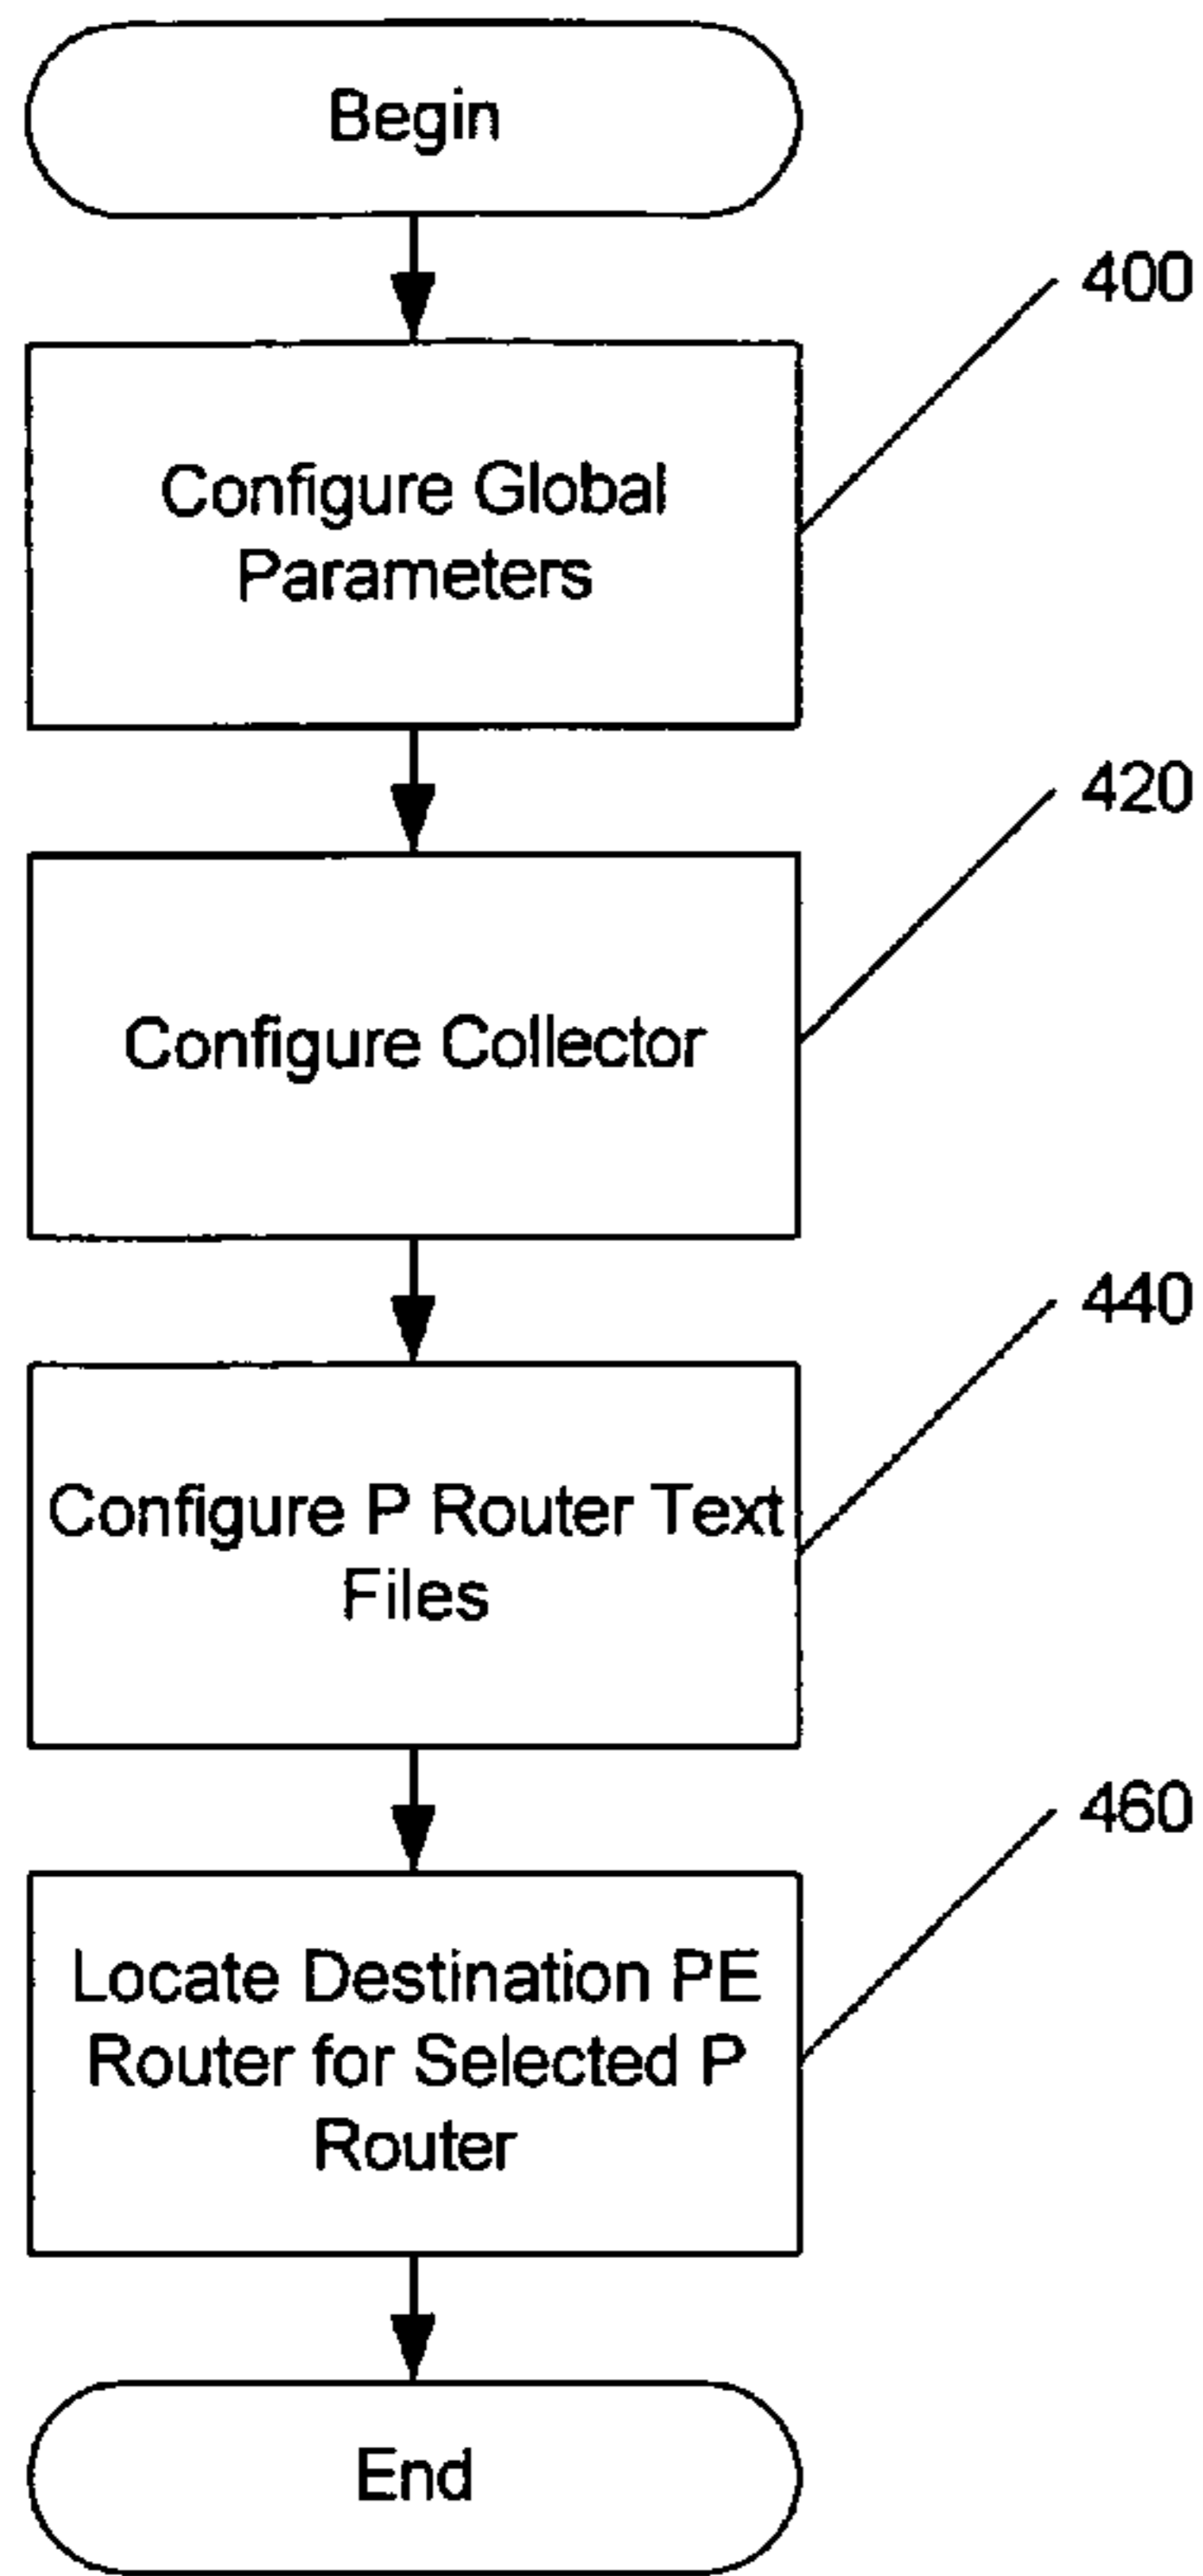 Begin
400
Configure Global
Parameters
420
Configure Collector
440
Configure P Router Text
Files
460
Locate Destination PE
Router for Selected P
Router
End